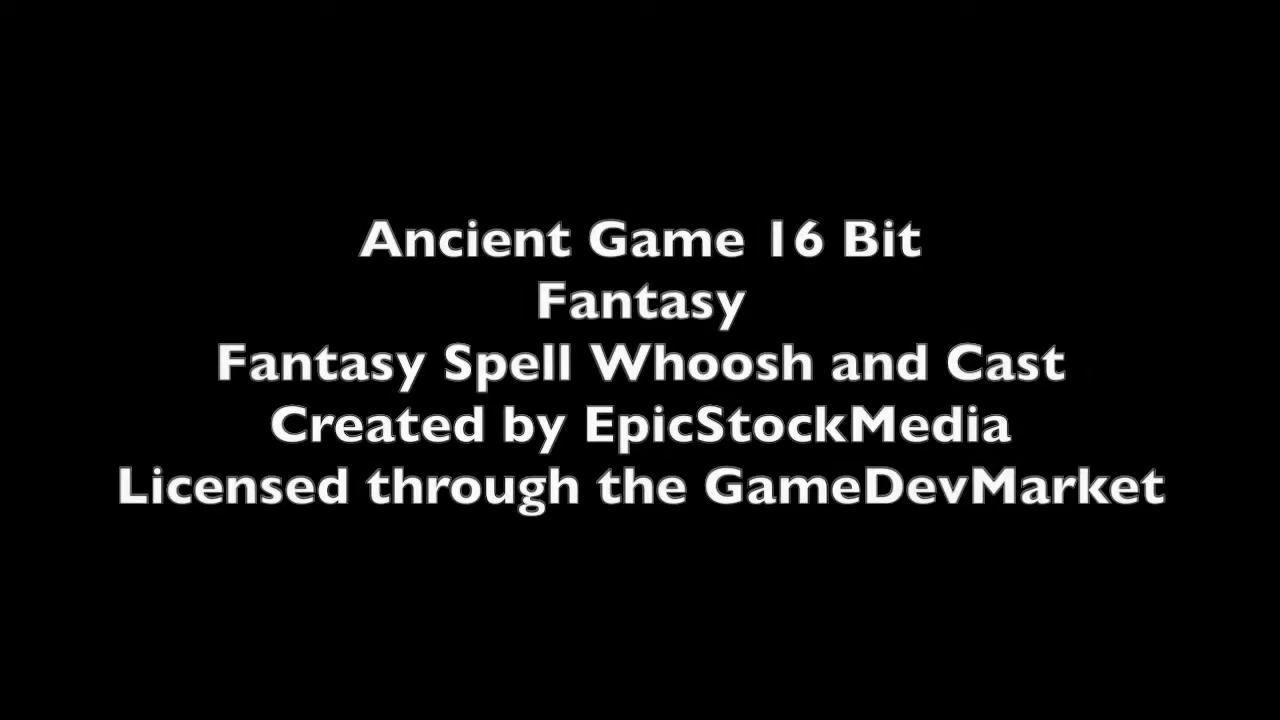 Ancient Game 16 Bit
Fantasy
Fantasy Spell Whoosh and Cast
Created by EpicStockMedia
Licensed through the GameDevMarket